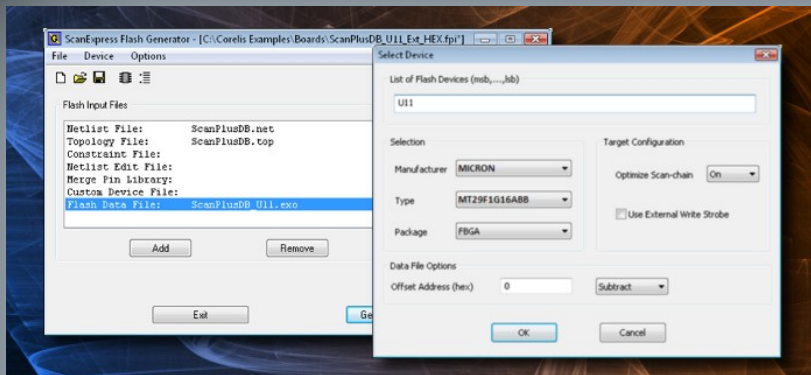 ScanExpress Flash Generator - [C:\Corelis Examples\Boards\ScanPlusDB_U11_Ext_HEX.fpi*]
File Device Options
Flash Input Files
Netlist File: ScanPlusDB.net
Topology File: ScanPlusDB.top
Constraint File:
Netlist Edit File:
Merge Pin Library:
Custom Device File:
Flash Data File: ScanPlusDB_U11.exo
Add Remove
Exit Ge
Select Device
List of Flash Devices (msb,...,lsb)
U11
Selection
Manufacturer MICRON
Type MT29F1G16ABB
Package FBGA
Target Configuration
Optimize Scan-chain On
Use External Write Strobe
Data File Options
Offset Address (hex) 0 Subtract
OK Cancel